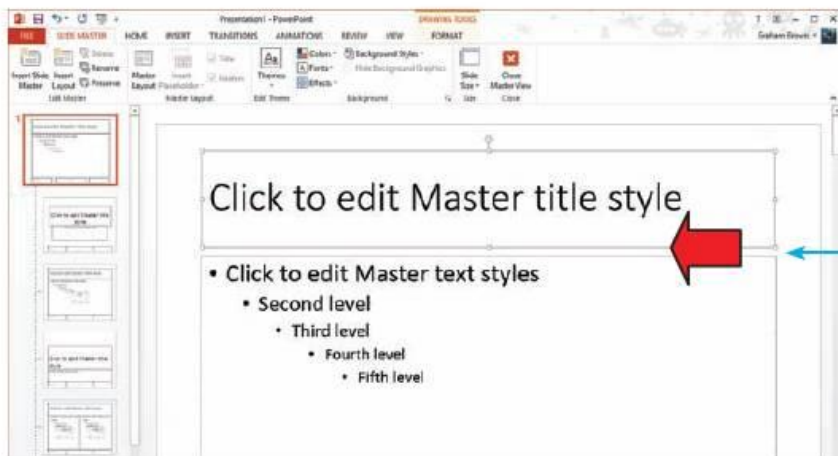 Presentation1 - PowerPoint
DRAWING TOOLS
FILE SLIDE MASTER HOME INSERT TRANSITIONS ANIMATIONS REVIEW VIEW FORMAT
Insert Slide Master
Insert Layout
Delete
Rename
Preserve
Master Layout
Insert Placeholder
Title
Footers
Themes
Colors
Fonts
Effects
Background Styles
Hide Background Graphics
Slide Size
Close Master View
Edit Master
Master Layout
Edit Theme
Background
Size
Close
1
Click to edit Master title style
• Click to edit Master text styles
• Second level
• Third level
• Fourth level
• Fifth level